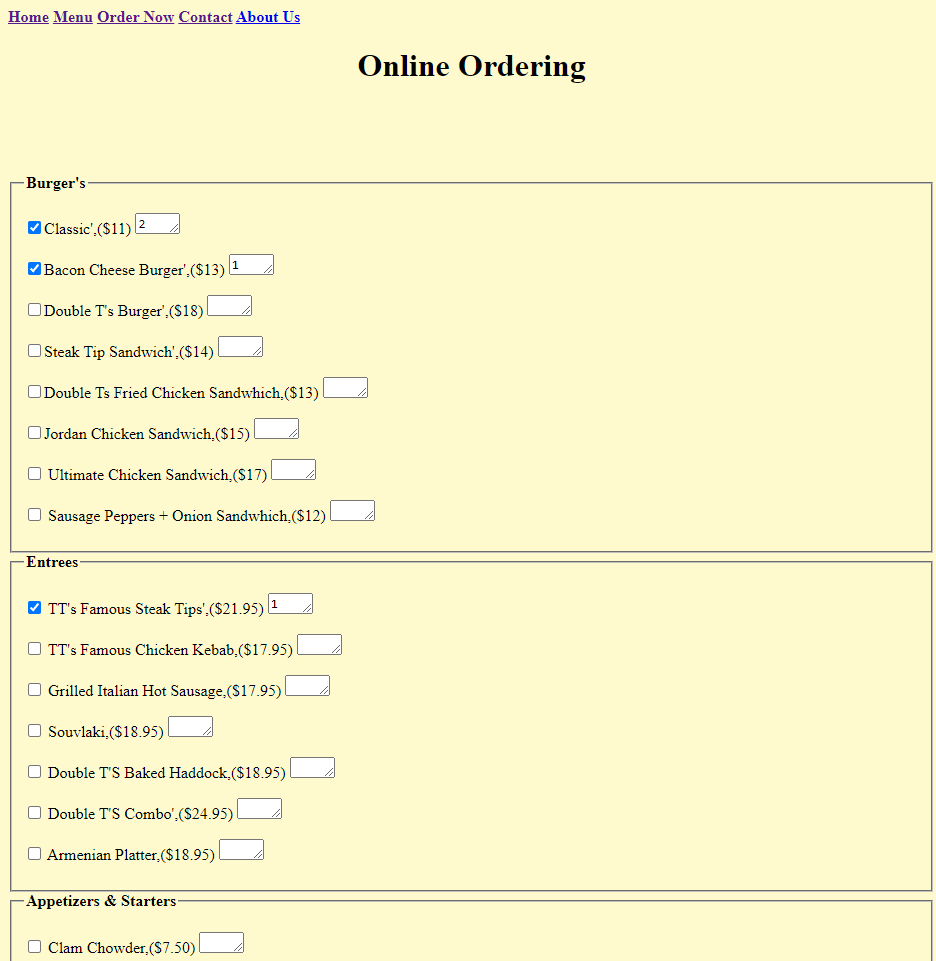 Home Menu Order Now Contact About Us
Online Ordering
Burger's
Classic',($11) 2
Bacon Cheese Burger',($13) 1
Double T's Burger',($18)
Steak Tip Sandwich',($14)
Double Ts Fried Chicken Sandwhich,($13)
Jordan Chicken Sandwich,($15)
Ultimate Chicken Sandwich,($17)
Sausage Peppers + Onion Sandwhich,($12)
Entrees
TT's Famous Steak Tips',($21.95) 1
TT's Famous Chicken Kebab,($17.95)
Grilled Italian Hot Sausage,($17.95)
Souvlaki,($18.95)
Double T'S Baked Haddock,($18.95)
Double T'S Combo',($24.95)
Armenian Platter,($18.95)
Appetizers & Starters
Clam Chowder,($7.50)